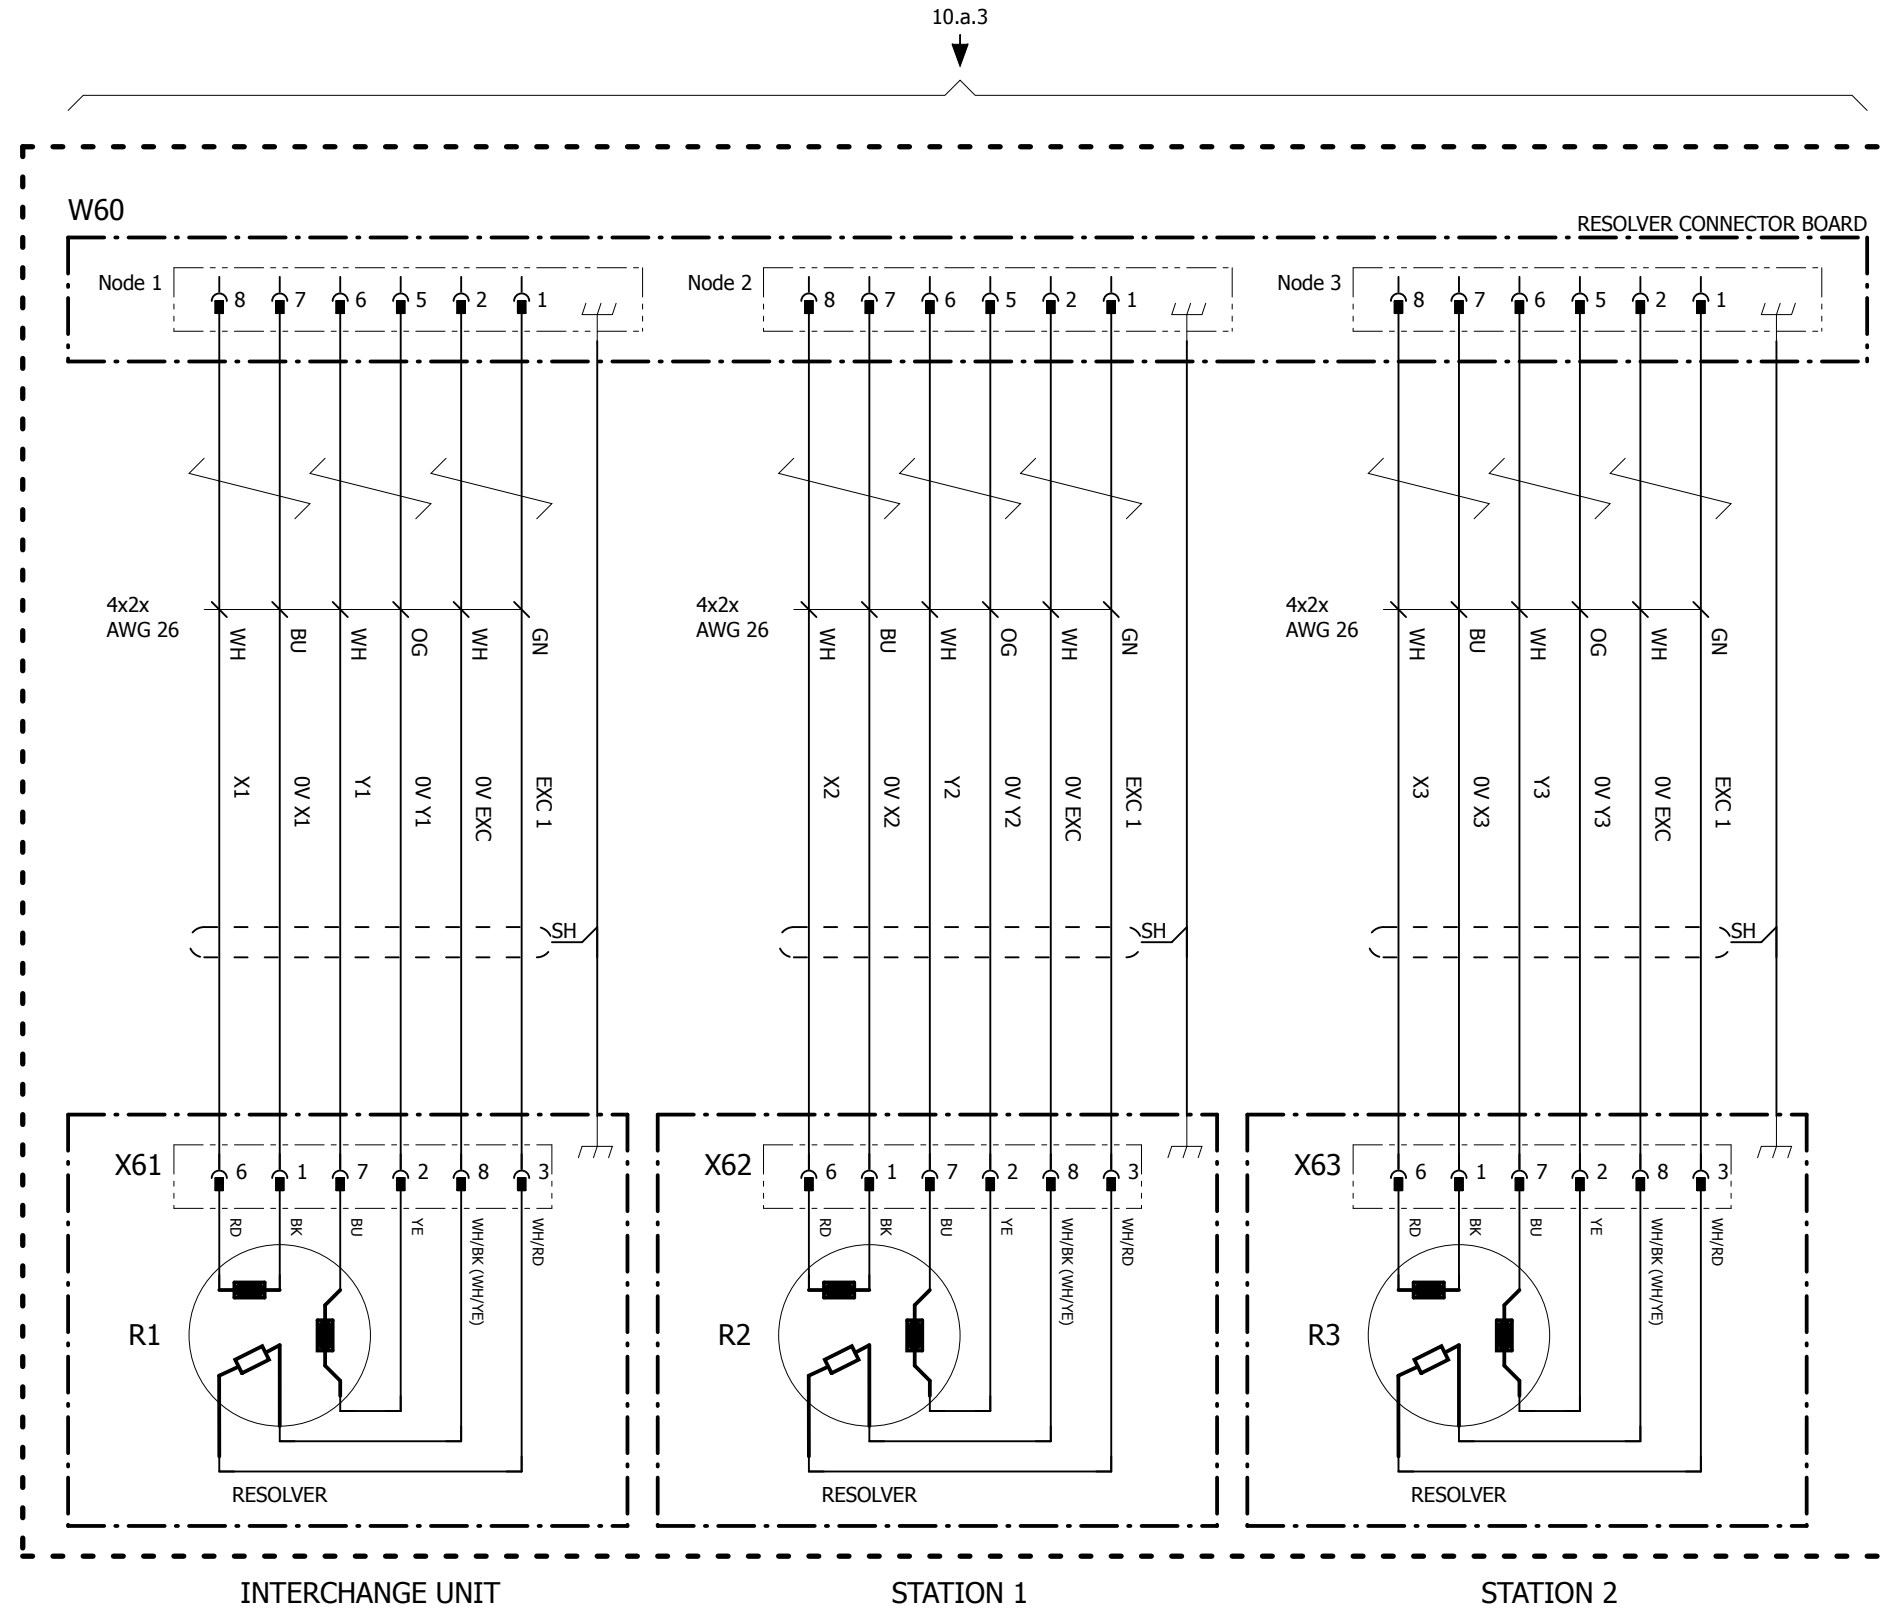 10.a.3
W60
RESOLVER CONNECTOR BOARD
Node 1 8 7 6 5 2 1
Node 2 8 7 6 5 2 1
Node 3 8 7 6 5 2 1
4x2x
AWG 26
WH BU WH OG WH GN
4x2x
AWG 26
WH BU WH OG WH GN
4x2x
AWG 26
WH BU WH OG WH GN
X1 0V X1 Y1 0V Y1 0V EXC EXC 1
X2 0V X2 Y2 0V Y2 0V EXC EXC 1
X3 0V X3 Y3 0V Y3 0V EXC EXC 1
SH
SH
SH
X61 6 1 7 2 8 3
X62 6 1 7 2 8 3
X63 6 1 7 2 8 3
RD BK BU YE WH/BK (WH/YE) WH/RD
RD BK BU YE WH/BK (WH/YE) WH/RD
RD BK BU YE WH/BK (WH/YE) WH/RD
R1
R2
R3
RESOLVER
RESOLVER
RESOLVER
INTERCHANGE UNIT
STATION 1
STATION 2